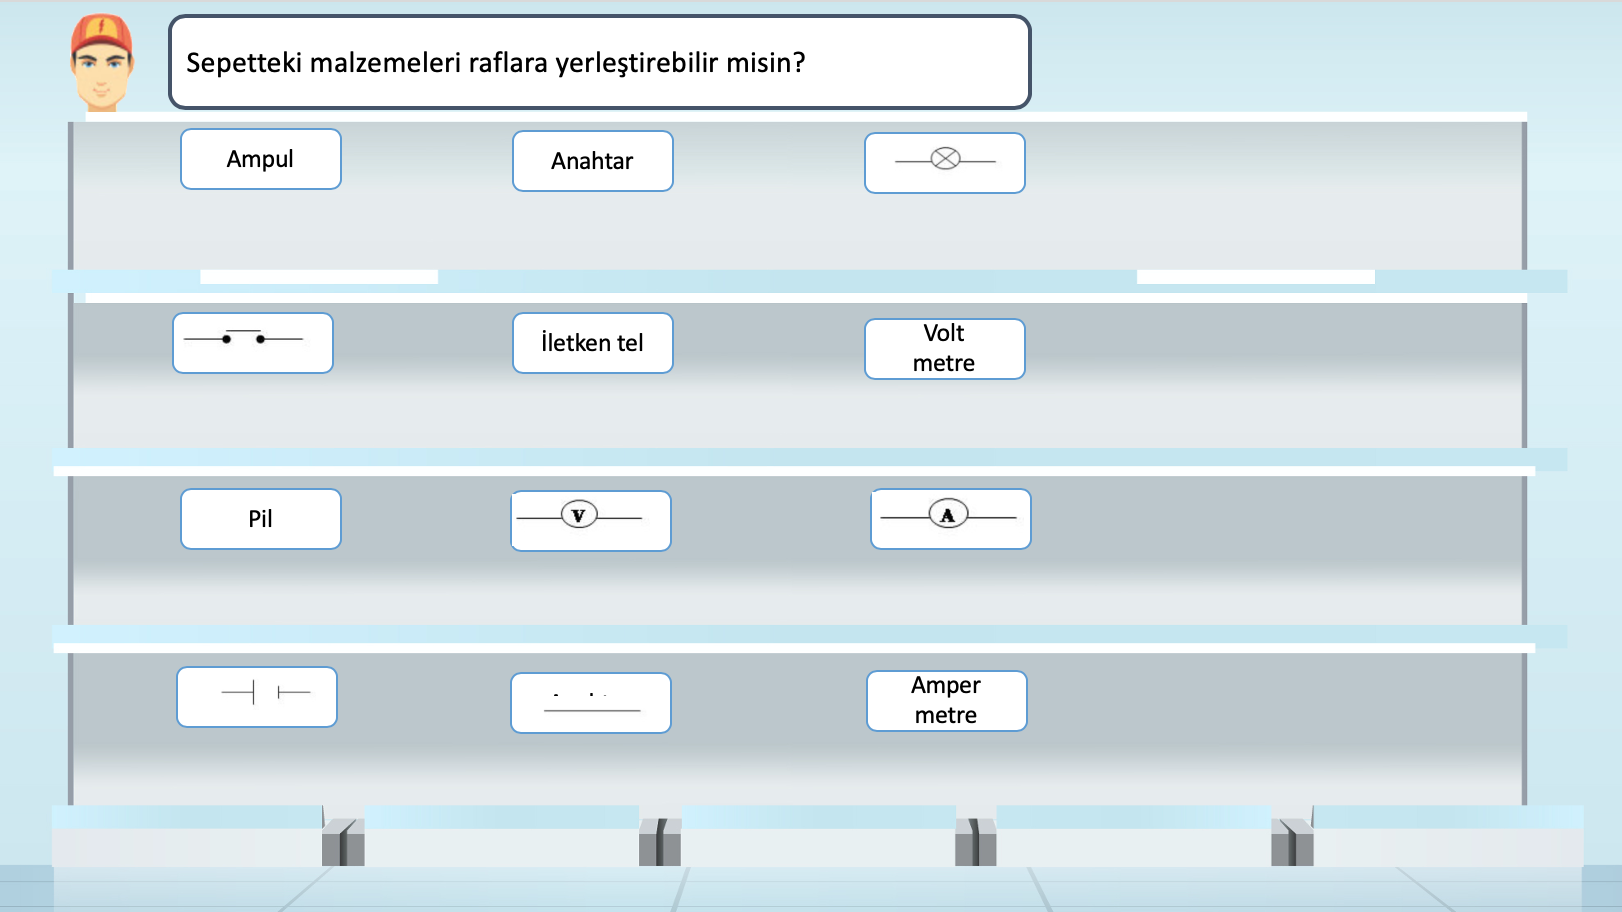 Sepetteki malzemeleri raflara yerleştirebilir misin?
Ampul
Anahtar
İletken tel
Volt
metre
Pil
V
A
Amper
metre